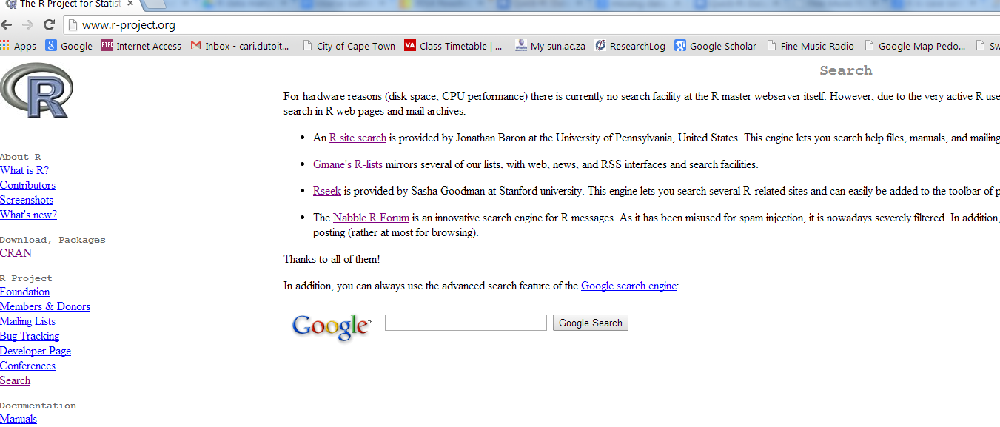 The R Project for Statist
www.r-project.org
Apps Google Internet Access Inbox - cari.dutoit... City of Cape Town Class Timetable | ... My sun.ac.za ResearchLog Google Scholar Fine Music Radio Google Map Pedo... Sw
R
Search
For hardware reasons (disk space, CPU performance) there is currently no search facility at the R master webserver itself. However, due to the very active R use
search in R web pages and mail archives:
An R site search is provided by Jonathan Baron at the University of Pennsylvania, United States. This engine lets you search help files, manuals, and mailing
Gmane's R-lists mirrors several of our lists, with web, news, and RSS interfaces and search facilities.
Rseek is provided by Sasha Goodman at Stanford university. This engine lets you search several R-related sites and can easily be added to the toolbar of p
The Nabble R Forum is an innovative search engine for R messages. As it has been misused for spam injection, it is nowadays severely filtered. In addition,
posting (rather at most for browsing).
Thanks to all of them!
In addition, you can always use the advanced search feature of the Google search engine:
Google™ Google Search
About R
What is R?
Contributors
Screenshots
What's new?
Download, Packages
CRAN
R Project
Foundation
Members & Donors
Mailing Lists
Bug Tracking
Developer Page
Conferences
Search
Documentation
Manuals